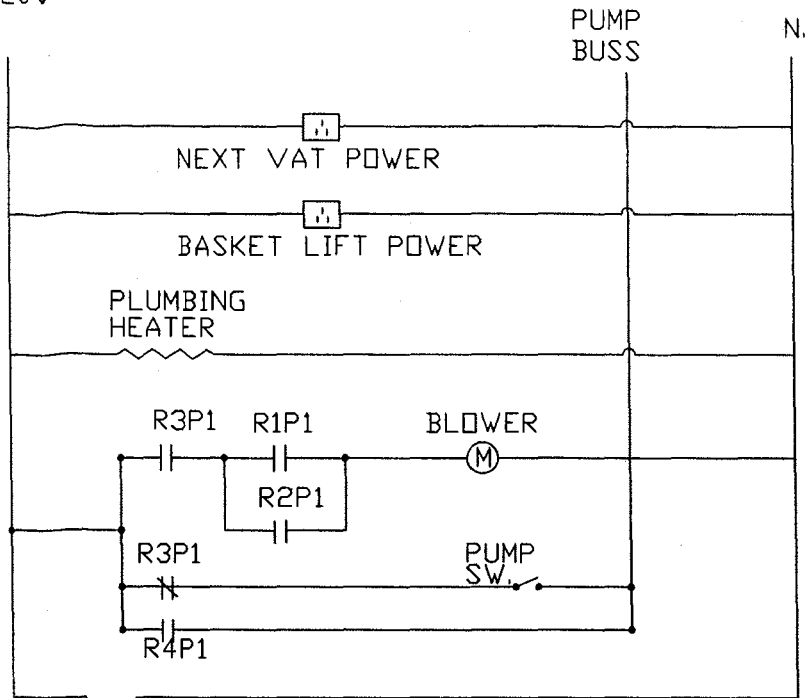 PUMP
BUSS
N.
NEXT VAT POWER
BASKET LIFT POWER
PLUMBING
HEATER
R3P1
R1P1
BLOWER
M
R2P1
R3P1
PUMP
SW.
R4P1